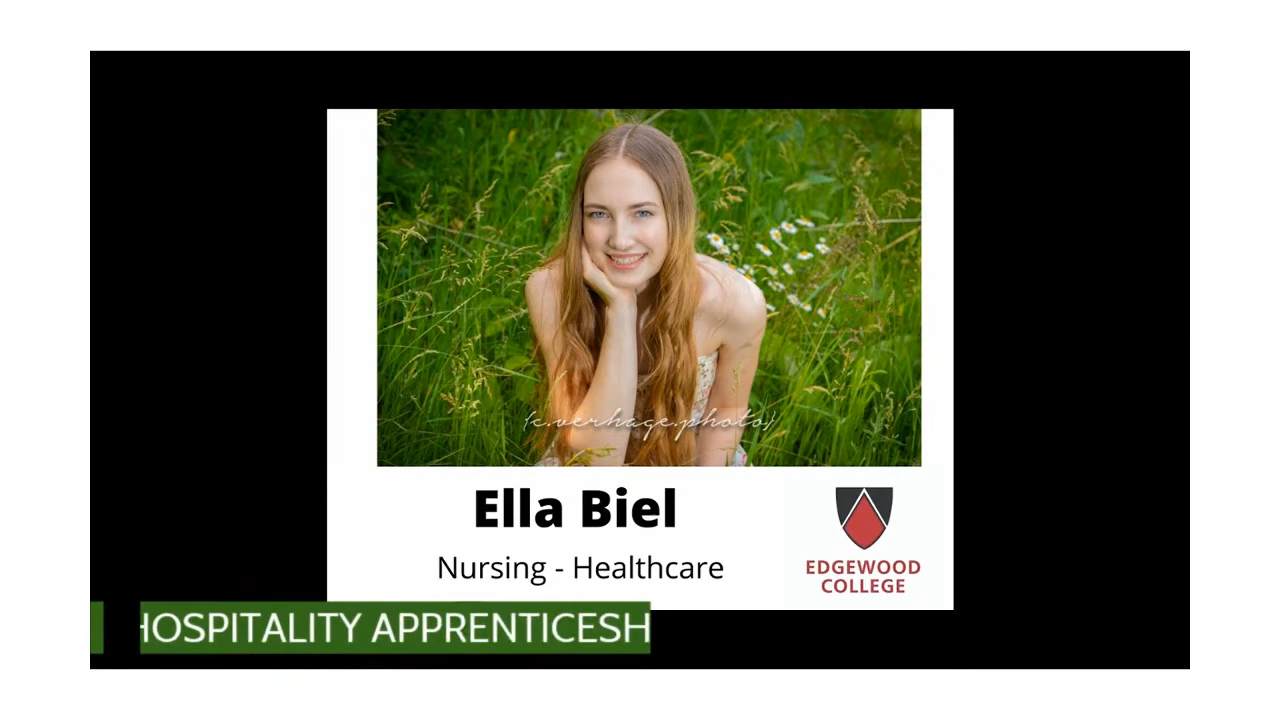 {c.verhage.photo}
Ella Biel
Nursing - Healthcare
EDGEWOOD
COLLEGE
HOSPITALITY APPRENTICESH